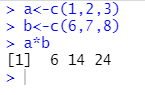 > a<-c(1,2,3)
> b<-c(6,7,8)
> a*b
[1]  6 14 24
>